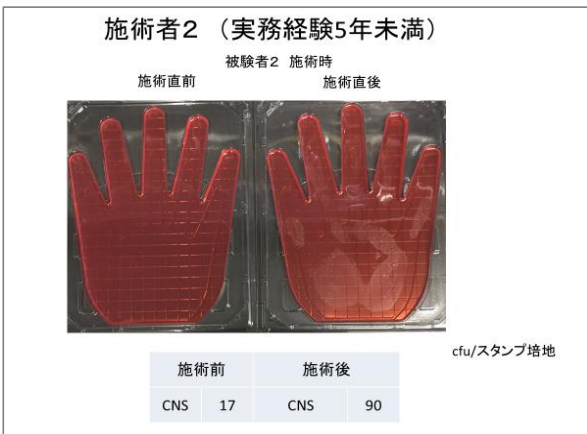 施術者2 (実務経験5年未満)
被験者2 施術時
施術直前 施術直後
cfu/スタンプ培地
施術前 施術後
CNS 17 CNS 90